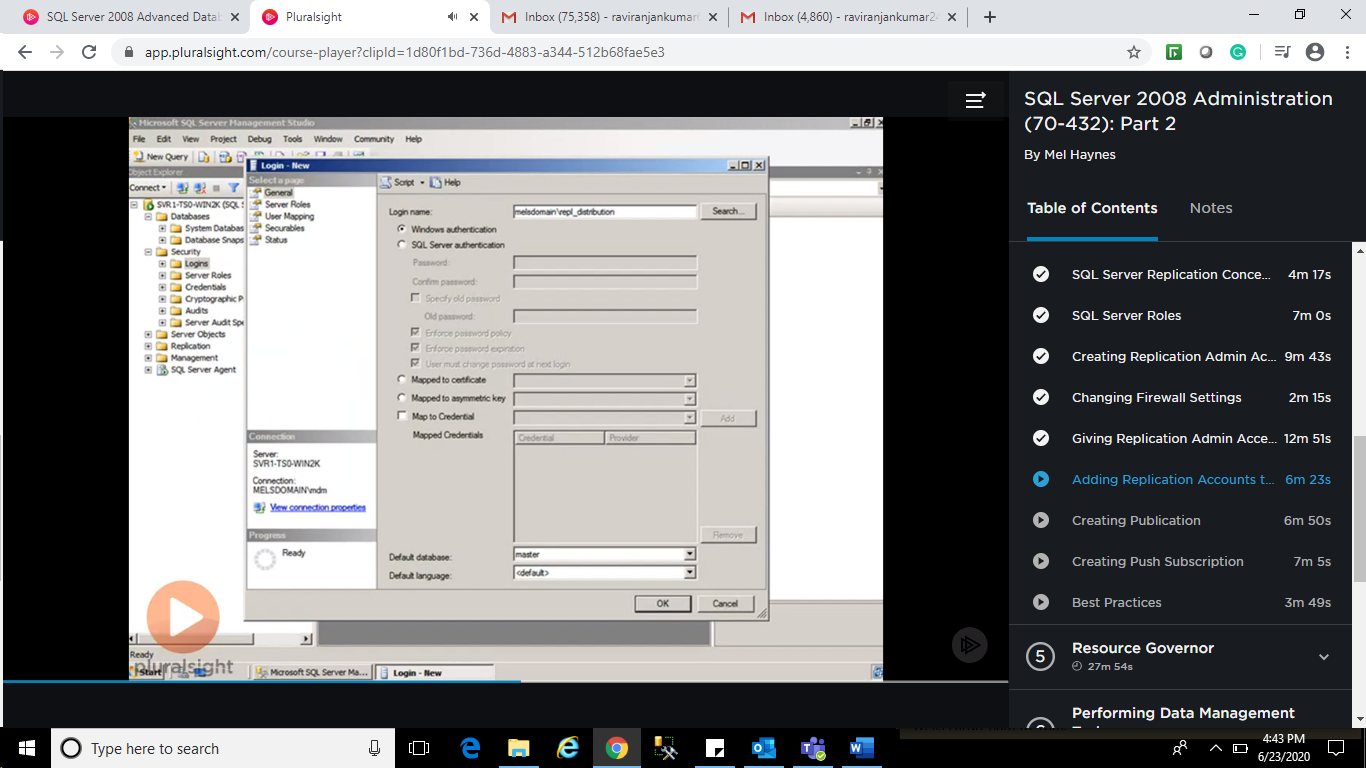 SQL Server 2008 Advanced Datab
Pluralsight
Inbox (75,358) - raviranjankumar
Inbox (4,860) - raviranjankumar2
app.pluralsight.com/course-player?clipId=1d80f1bd-736d-4883-a344-512b68fae5e3
Microsoft SQL Server Management Studio
File Edit View Project Debug Tools Window Community Help
New Query
Object Explorer
Connect
SVR1-TS0-WIN2K (SQL S
Databases
System Databas
Database Snaps
Security
Logins
Server Roles
Credentials
Cryptographic P
Audits
Server Audit Spe
Server Objects
Replication
Management
SQL Server Agent
Ready
Login - New
Select a page
General
Server Roles
User Mapping
Securables
Status
Connection
Server:
SVR1-TS0-WIN2K
Connection:
MELSDOMAIN\mdm
View connection properties
Progress
Ready
Script Help
Login name: melsdomain\repl_distribution Search...
Windows authentication
SQL Server authentication
Password:
Confirm password:
Specify old password
Old password:
Enforce password policy
Enforce password expiration
User must change password at next login
Mapped to certificate
Mapped to asymmetric key
Map to Credential Add
Mapped Credentials Credential Provider
Remove
Default database: master
Default language: <default>
OK Cancel
pluralsight
Start Microsoft SQL Server Ma... Login - New
SQL Server 2008 Administration
(70-432): Part 2
By Mel Haynes
Table of Contents Notes
SQL Server Replication Conce... 4m 17s
SQL Server Roles 7m 0s
Creating Replication Admin Ac... 9m 43s
Changing Firewall Settings 2m 15s
Giving Replication Admin Acce... 12m 51s
Adding Replication Accounts t... 6m 23s
Creating Publication 6m 50s
Creating Push Subscription 7m 5s
Best Practices 3m 49s
5 Resource Governor
27m 54s
Performing Data Management
Type here to search
4:43 PM
6/23/2020